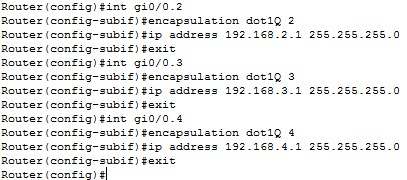 Router(config)#int gi0/0.2
Router(config-subif)#encapsulation dot1Q 2
Router(config-subif)#ip address 192.168.2.1 255.255.255.0
Router(config-subif)#exit
Router(config)#int gi0/0.3
Router(config-subif)#encapsulation dot1Q 3
Router(config-subif)#ip address 192.168.3.1 255.255.255.0
Router(config-subif)#exit
Router(config)#int gi0/0.4
Router(config-subif)#encapsulation dot1Q 4
Router(config-subif)#ip address 192.168.4.1 255.255.255.0
Router(config-subif)#exit
Router(config)#